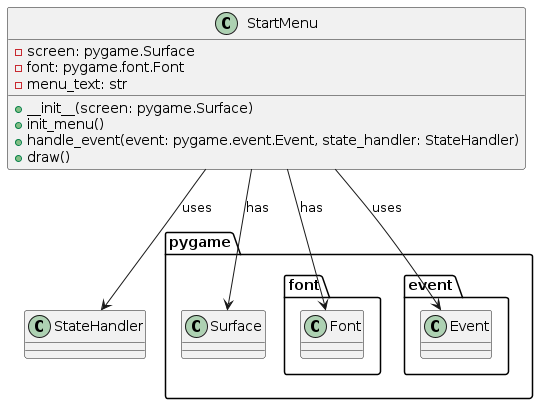 C StartMenu
screen: pygame.Surface
font: pygame.font.Font
menu_text: str
__init__(screen: pygame.Surface)
init_menu()
handle_event(event: pygame.event.Event, state_handler: StateHandler)
draw()
uses
has
has
uses
pygame
font
event
C StateHandler
C Surface
C Font
C Event